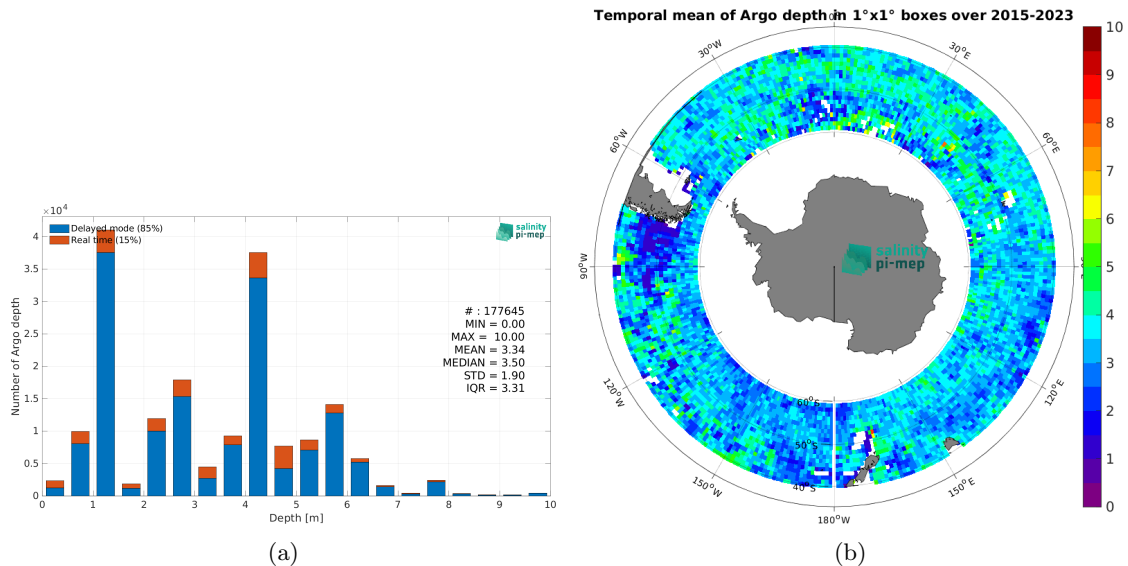 ×10⁴
Delayed mode (85%)
Real time (15%)
salinity
pi-mep
4
3.5
3
2.5
2
1.5
1
0.5
0
Number of Argo depth
# : 177645
MIN = 0.00
MAX = 10.00
MEAN = 3.34
MEDIAN = 3.50
STD = 1.90
IQR = 3.31
0 1 2 3 4 5 6 7 8 9 10
Depth [m]
(a)
Temporal mean of Argo depth in 1°x1° boxes over 2015-2023
30°W
30°E
60°W
60°E
90°W
120°W
120°E
150°W
150°E
180°W
60°S
50°S
40°S
salinity
pi-mep
10
9
8
7
6
5
4
3
2
1
0
(b)